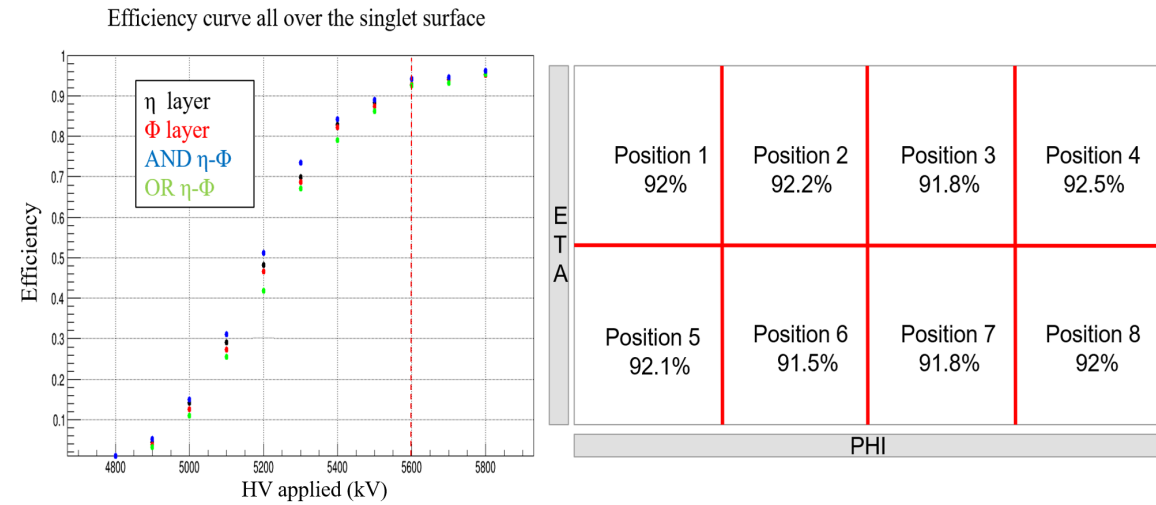 Efficiency curve all over the singlet surface
Efficiency
1
0.9
0.8
0.7
0.6
0.5
0.4
0.3
0.2
0.1
η layer
Φ layer
AND η-Φ
OR η-Φ
4800 5000 5200 5400 5600 5800
HV applied (kV)
ETA
Position 1
92%
Position 2
92.2%
Position 3
91.8%
Position 4
92.5%
Position 5
92.1%
Position 6
91.5%
Position 7
91.8%
Position 8
92%
PHI